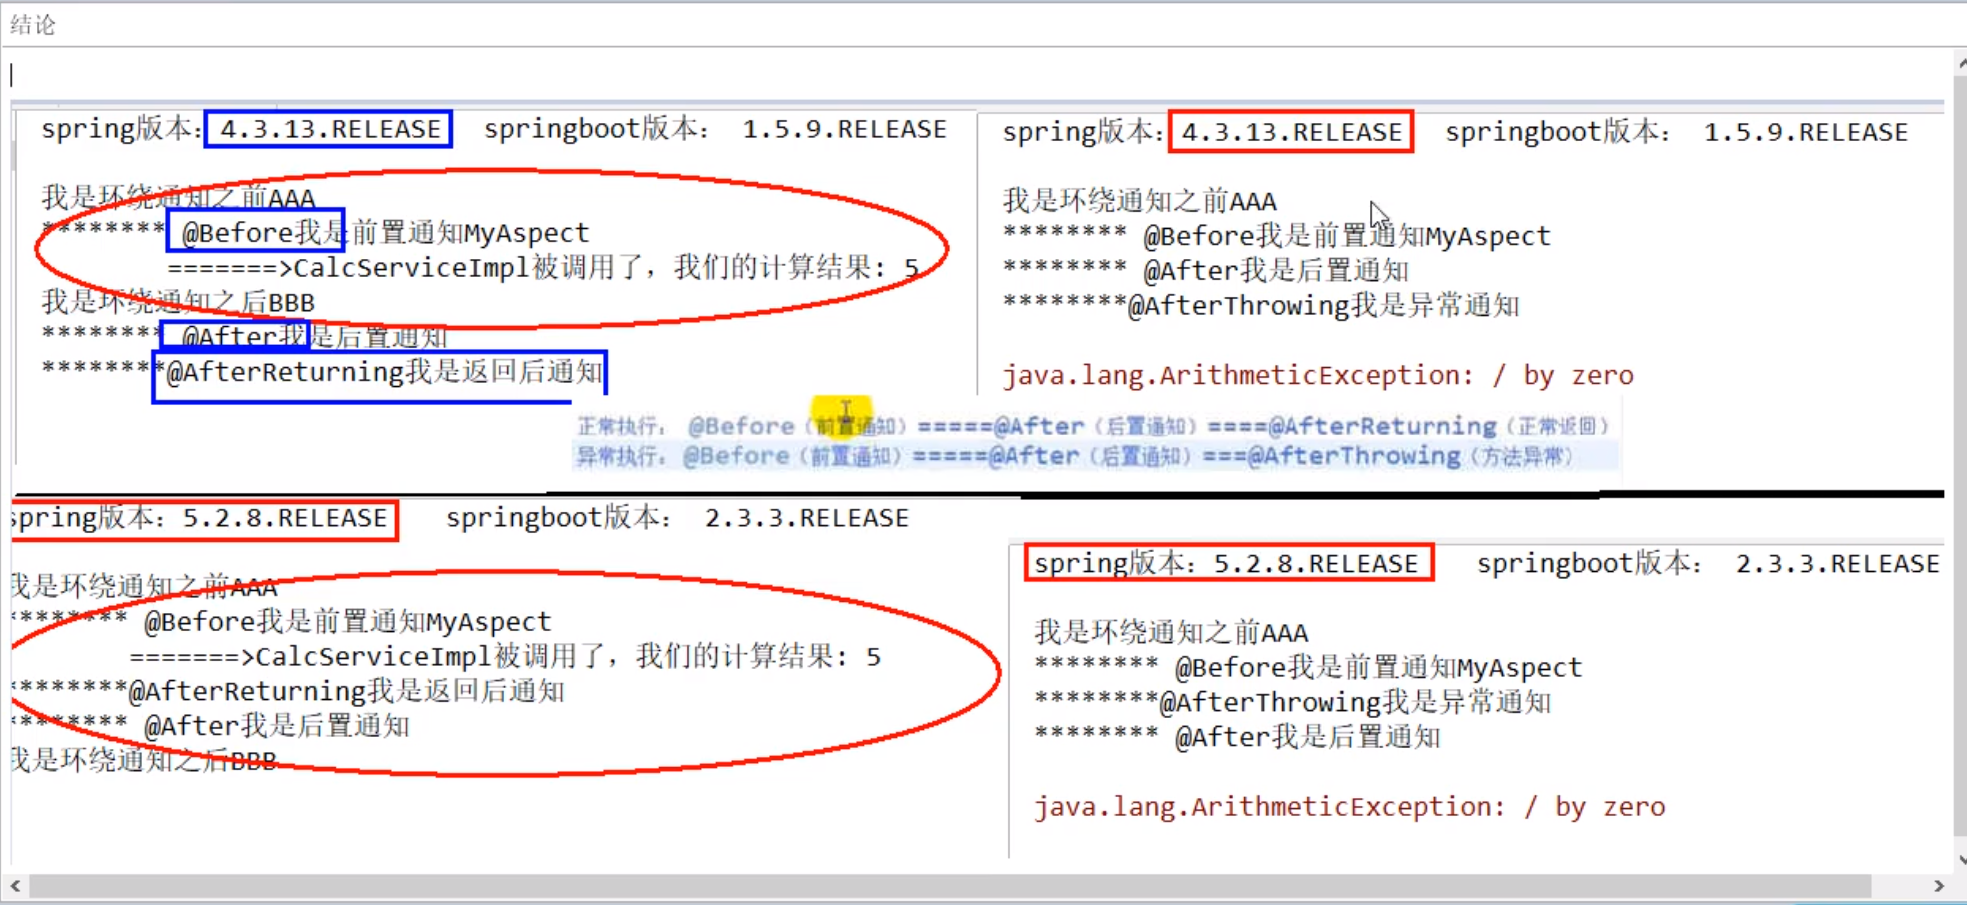 结论
spring版本：4.3.13.RELEASE springboot版本： 1.5.9.RELEASE
我是环绕通知之前AAA
******** @Before我是前置通知MyAspect
=======>CalcServiceImpl被调用了，我们的计算结果：5
我是环绕通知之后BBB
******** @After我是后置通知
********@AfterReturning我是返回后通知
spring版本：4.3.13.RELEASE springboot版本： 1.5.9.RELEASE
我是环绕通知之前AAA
******** @Before我是前置通知MyAspect
******** @After我是后置通知
********@AfterThrowing我是异常通知
java.lang.ArithmeticException: / by zero
正常执行： @Before（前置通知）=====@After（后置通知）====@AfterReturning（正常返回）
异常执行： @Before（前置通知）=====@After（后置通知）===@AfterThrowing（方法异常）
spring版本：5.2.8.RELEASE springboot版本： 2.3.3.RELEASE
我是环绕通知之前AAA
******** @Before我是前置通知MyAspect
=======>CalcServiceImpl被调用了，我们的计算结果：5
********@AfterReturning我是返回后通知
******** @After我是后置通知
我是环绕通知之后BBB
spring版本：5.2.8.RELEASE springboot版本： 2.3.3.RELEASE
我是环绕通知之前AAA
******** @Before我是前置通知MyAspect
********@AfterThrowing我是异常通知
******** @After我是后置通知
java.lang.ArithmeticException: / by zero